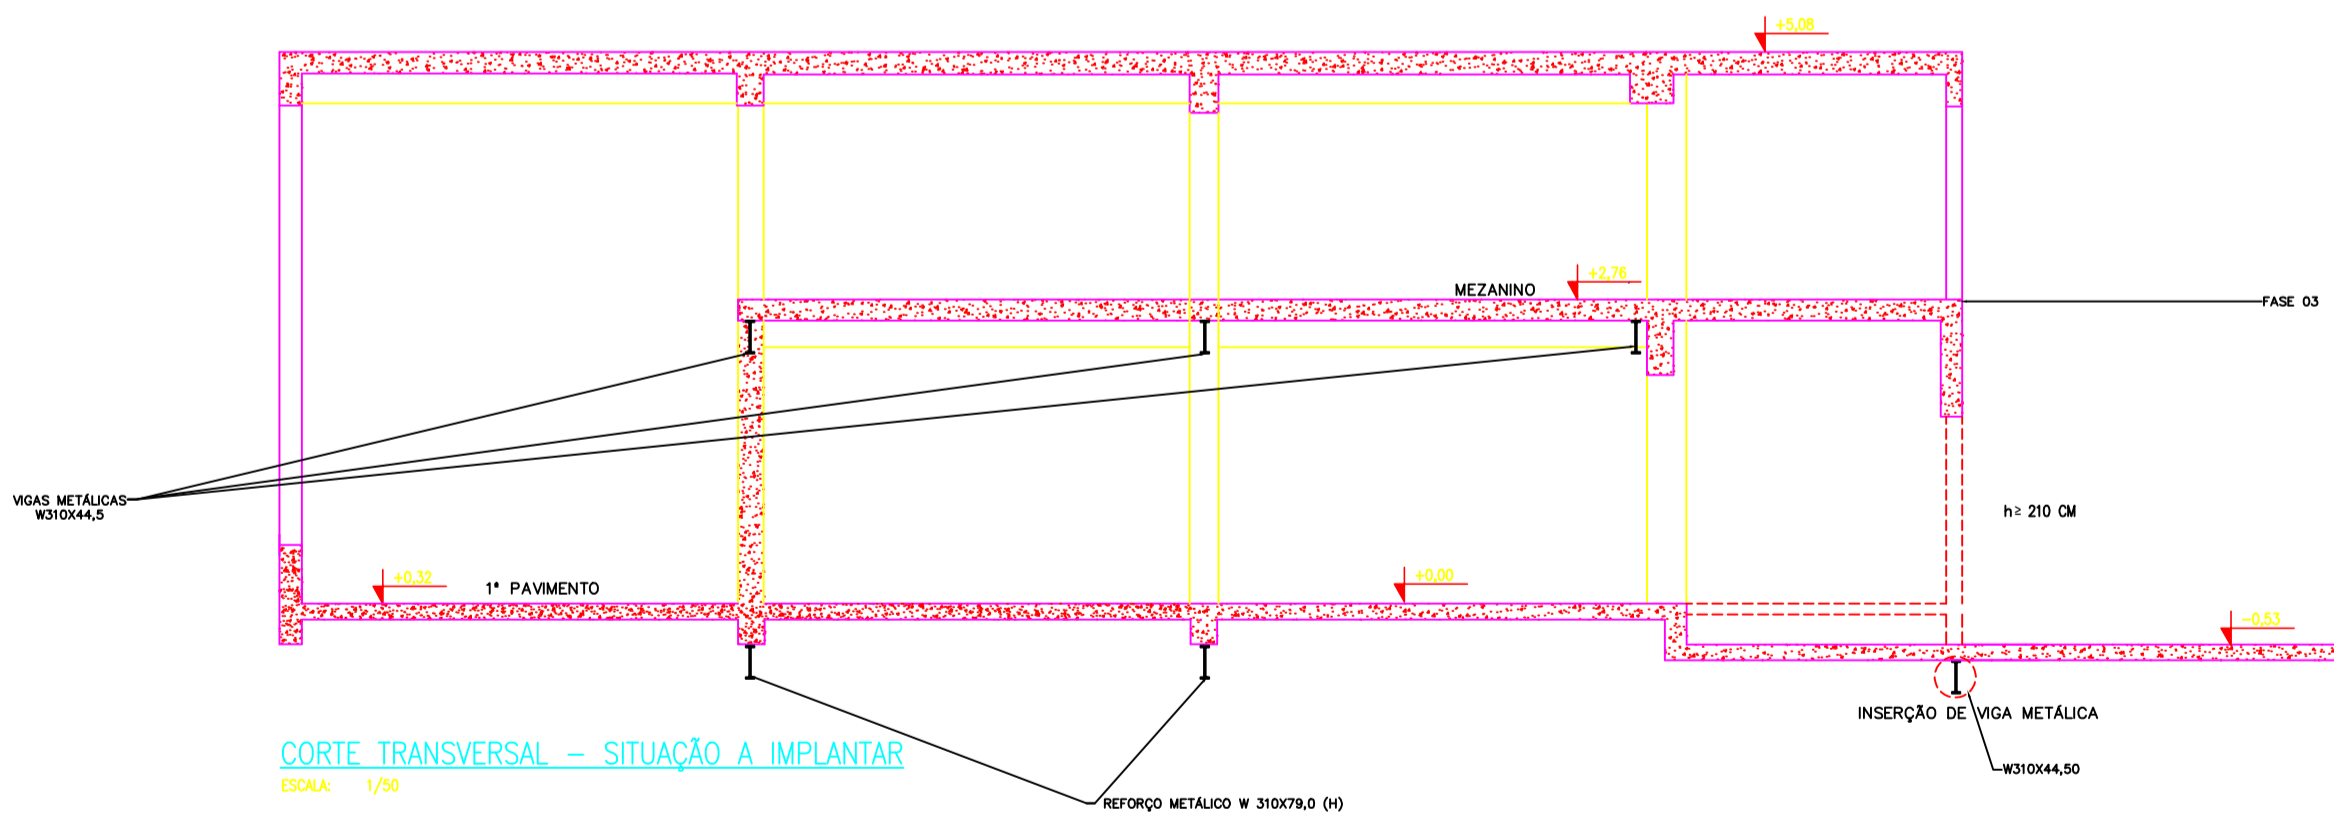 +5,08
MEZANINO
+2,76
FASE 03
VIGAS METÁLICAS
W310X44,5
h≥ 210 CM
+0,32
1º PAVIMENTO
+0,00
-0,53
INSERÇÃO DE VIGA METÁLICA
CORTE TRANSVERSAL – SITUAÇÃO A IMPLANTAR
ESCALA: 1/50
W310X44,50
REFORÇO METÁLICO W 310X79,0 (H)